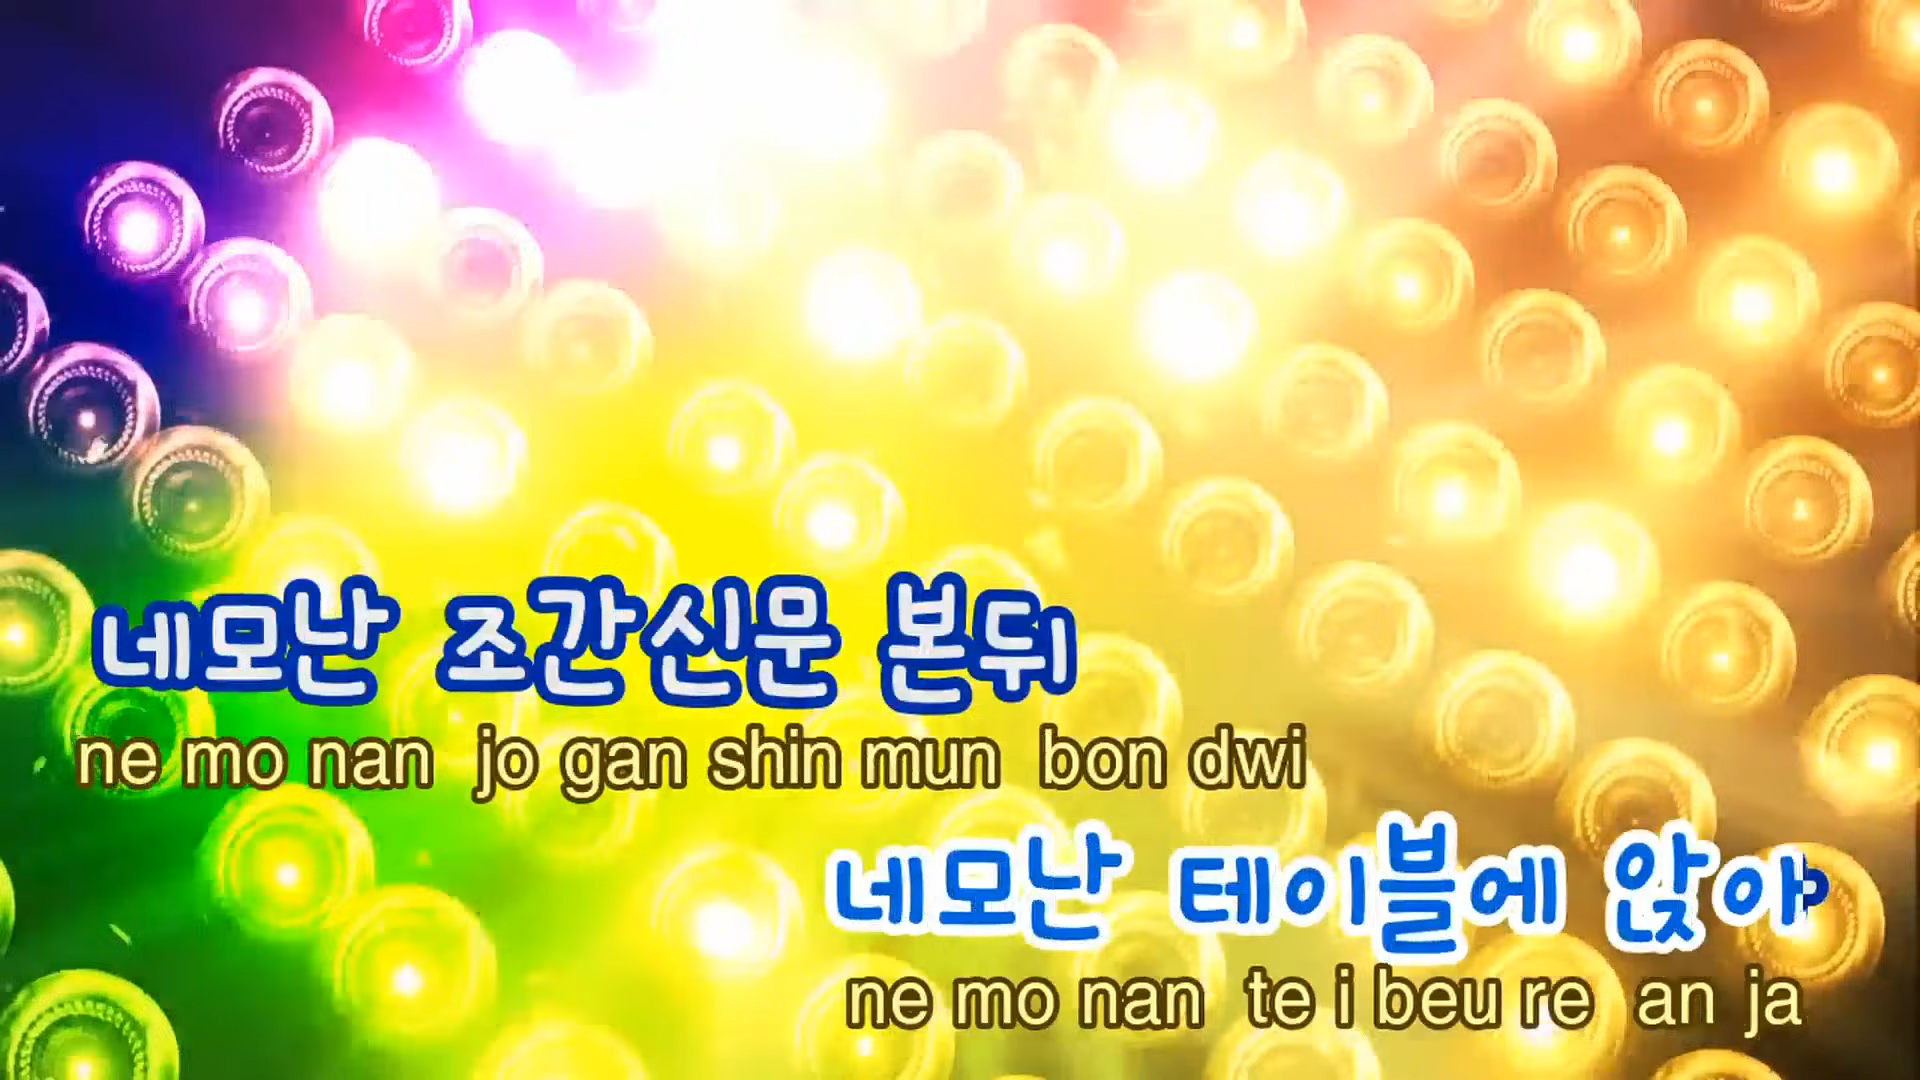 네모난 조간신문 본뒤
ne mo nan jo gan shin mun bon dwi
네모난 테이블에 앉아
ne mo nan te i beu re an ja